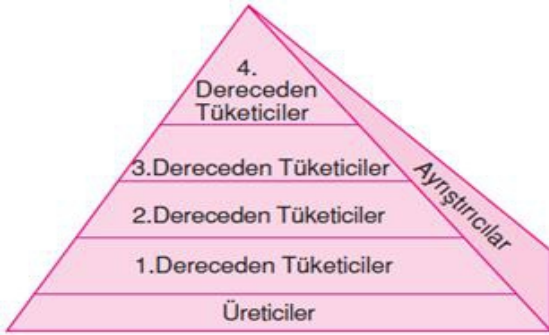 4.
Dereceden
Tüketiciler
3.Dereceden Tüketiciler
2.Dereceden Tüketiciler
1.Dereceden Tüketiciler
Üreticiler
Ayrıştırıcılar